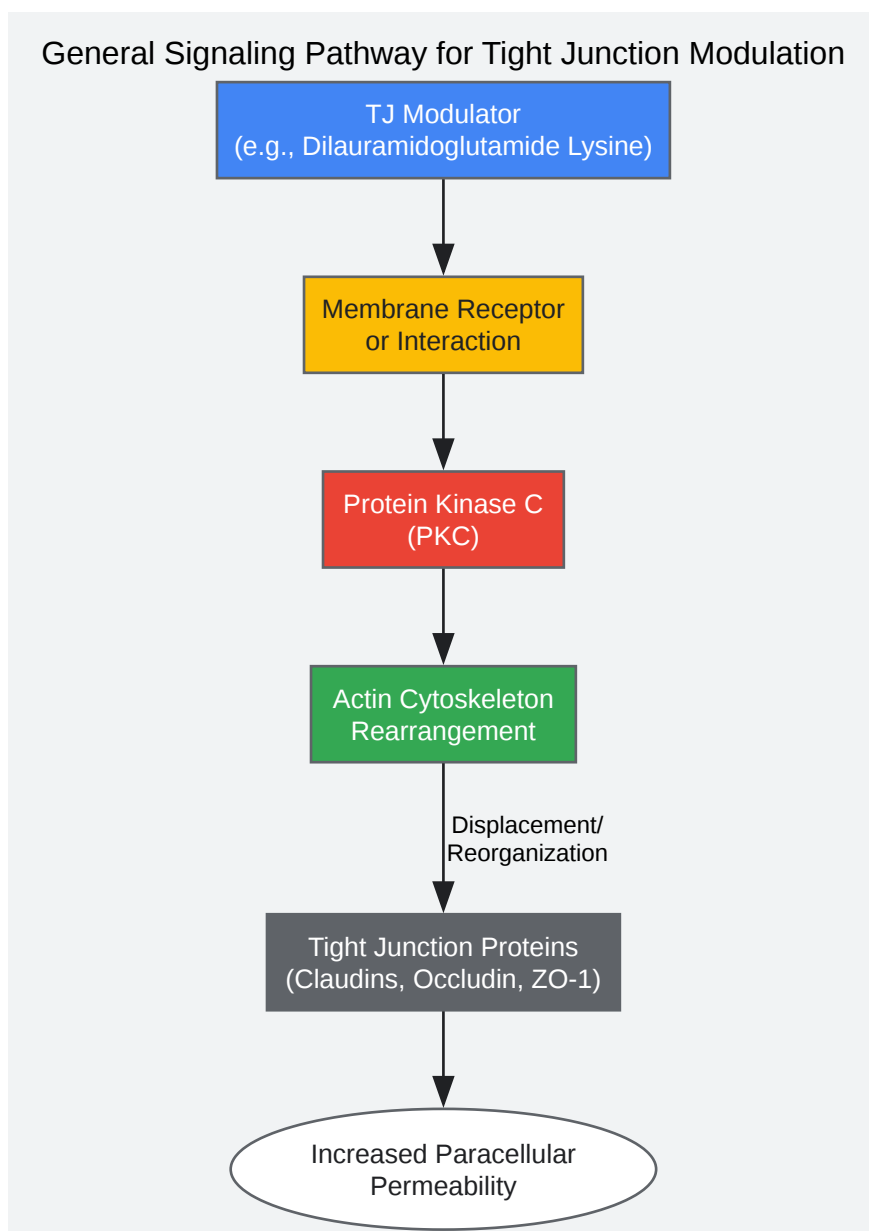 General Signaling Pathway for Tight Junction Modulation
TJ Modulator
(e.g., Dilauramidoglutamide Lysine)
Membrane Receptor
or Interaction
Protein Kinase C
(PKC)
Actin Cytoskeleton
Rearrangement
Displacement/
Reorganization
Tight Junction Proteins
(Claudins, Occludin, ZO-1)
Increased Paracellular
Permeability